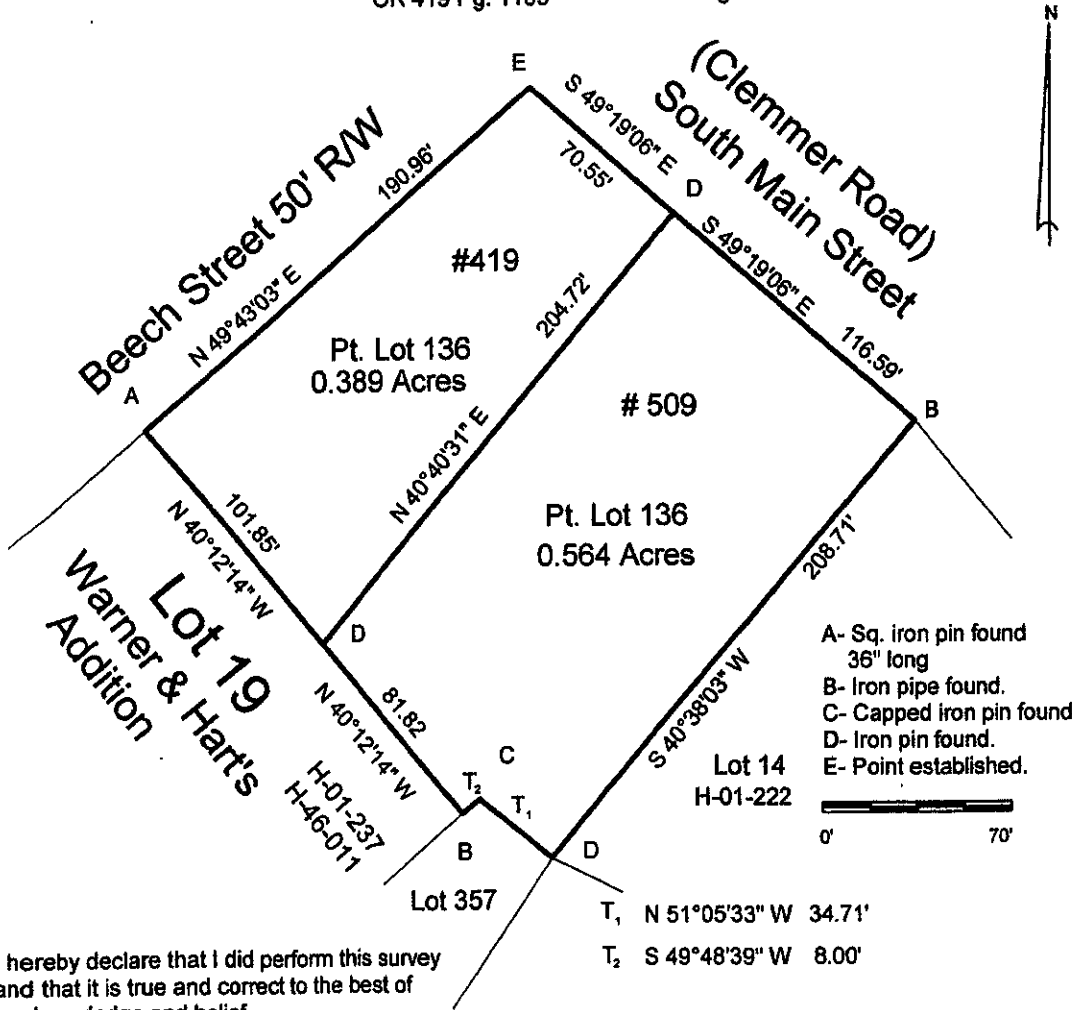 N
E
S 49°19'06" E
70.55'
(Clemmer Road)
South Main Street
Beech Street 50' R/W
190.96'
N 49°43'03" E
D
S 49°19'06" E
116.59'
#419
204.72'
Pt. Lot 136
0.389 Acres
N 40°40'31" E
# 509
A
B
Pt. Lot 136
0.564 Acres
208.71'
S 40°38'03" W
101.85'
N 40°12'14" W
Lot 19
Warner & Hart's
Addition
D
81.82
N 40°12'14" W
H-01-237
H-46-011
C
T₂
T₁
B
D
Lot 357
Lot 14
H-01-222
A- Sq. iron pin found
36" long
B- Iron pipe found.
C- Capped iron pin found
D- Iron pin found.
E- Point established.
0' 70'
T₁ N 51°05'33" W 34.71'
T₂ S 49°48'39" W 8.00'
hereby declare that I did perform this survey
and that it is true and correct to the best of